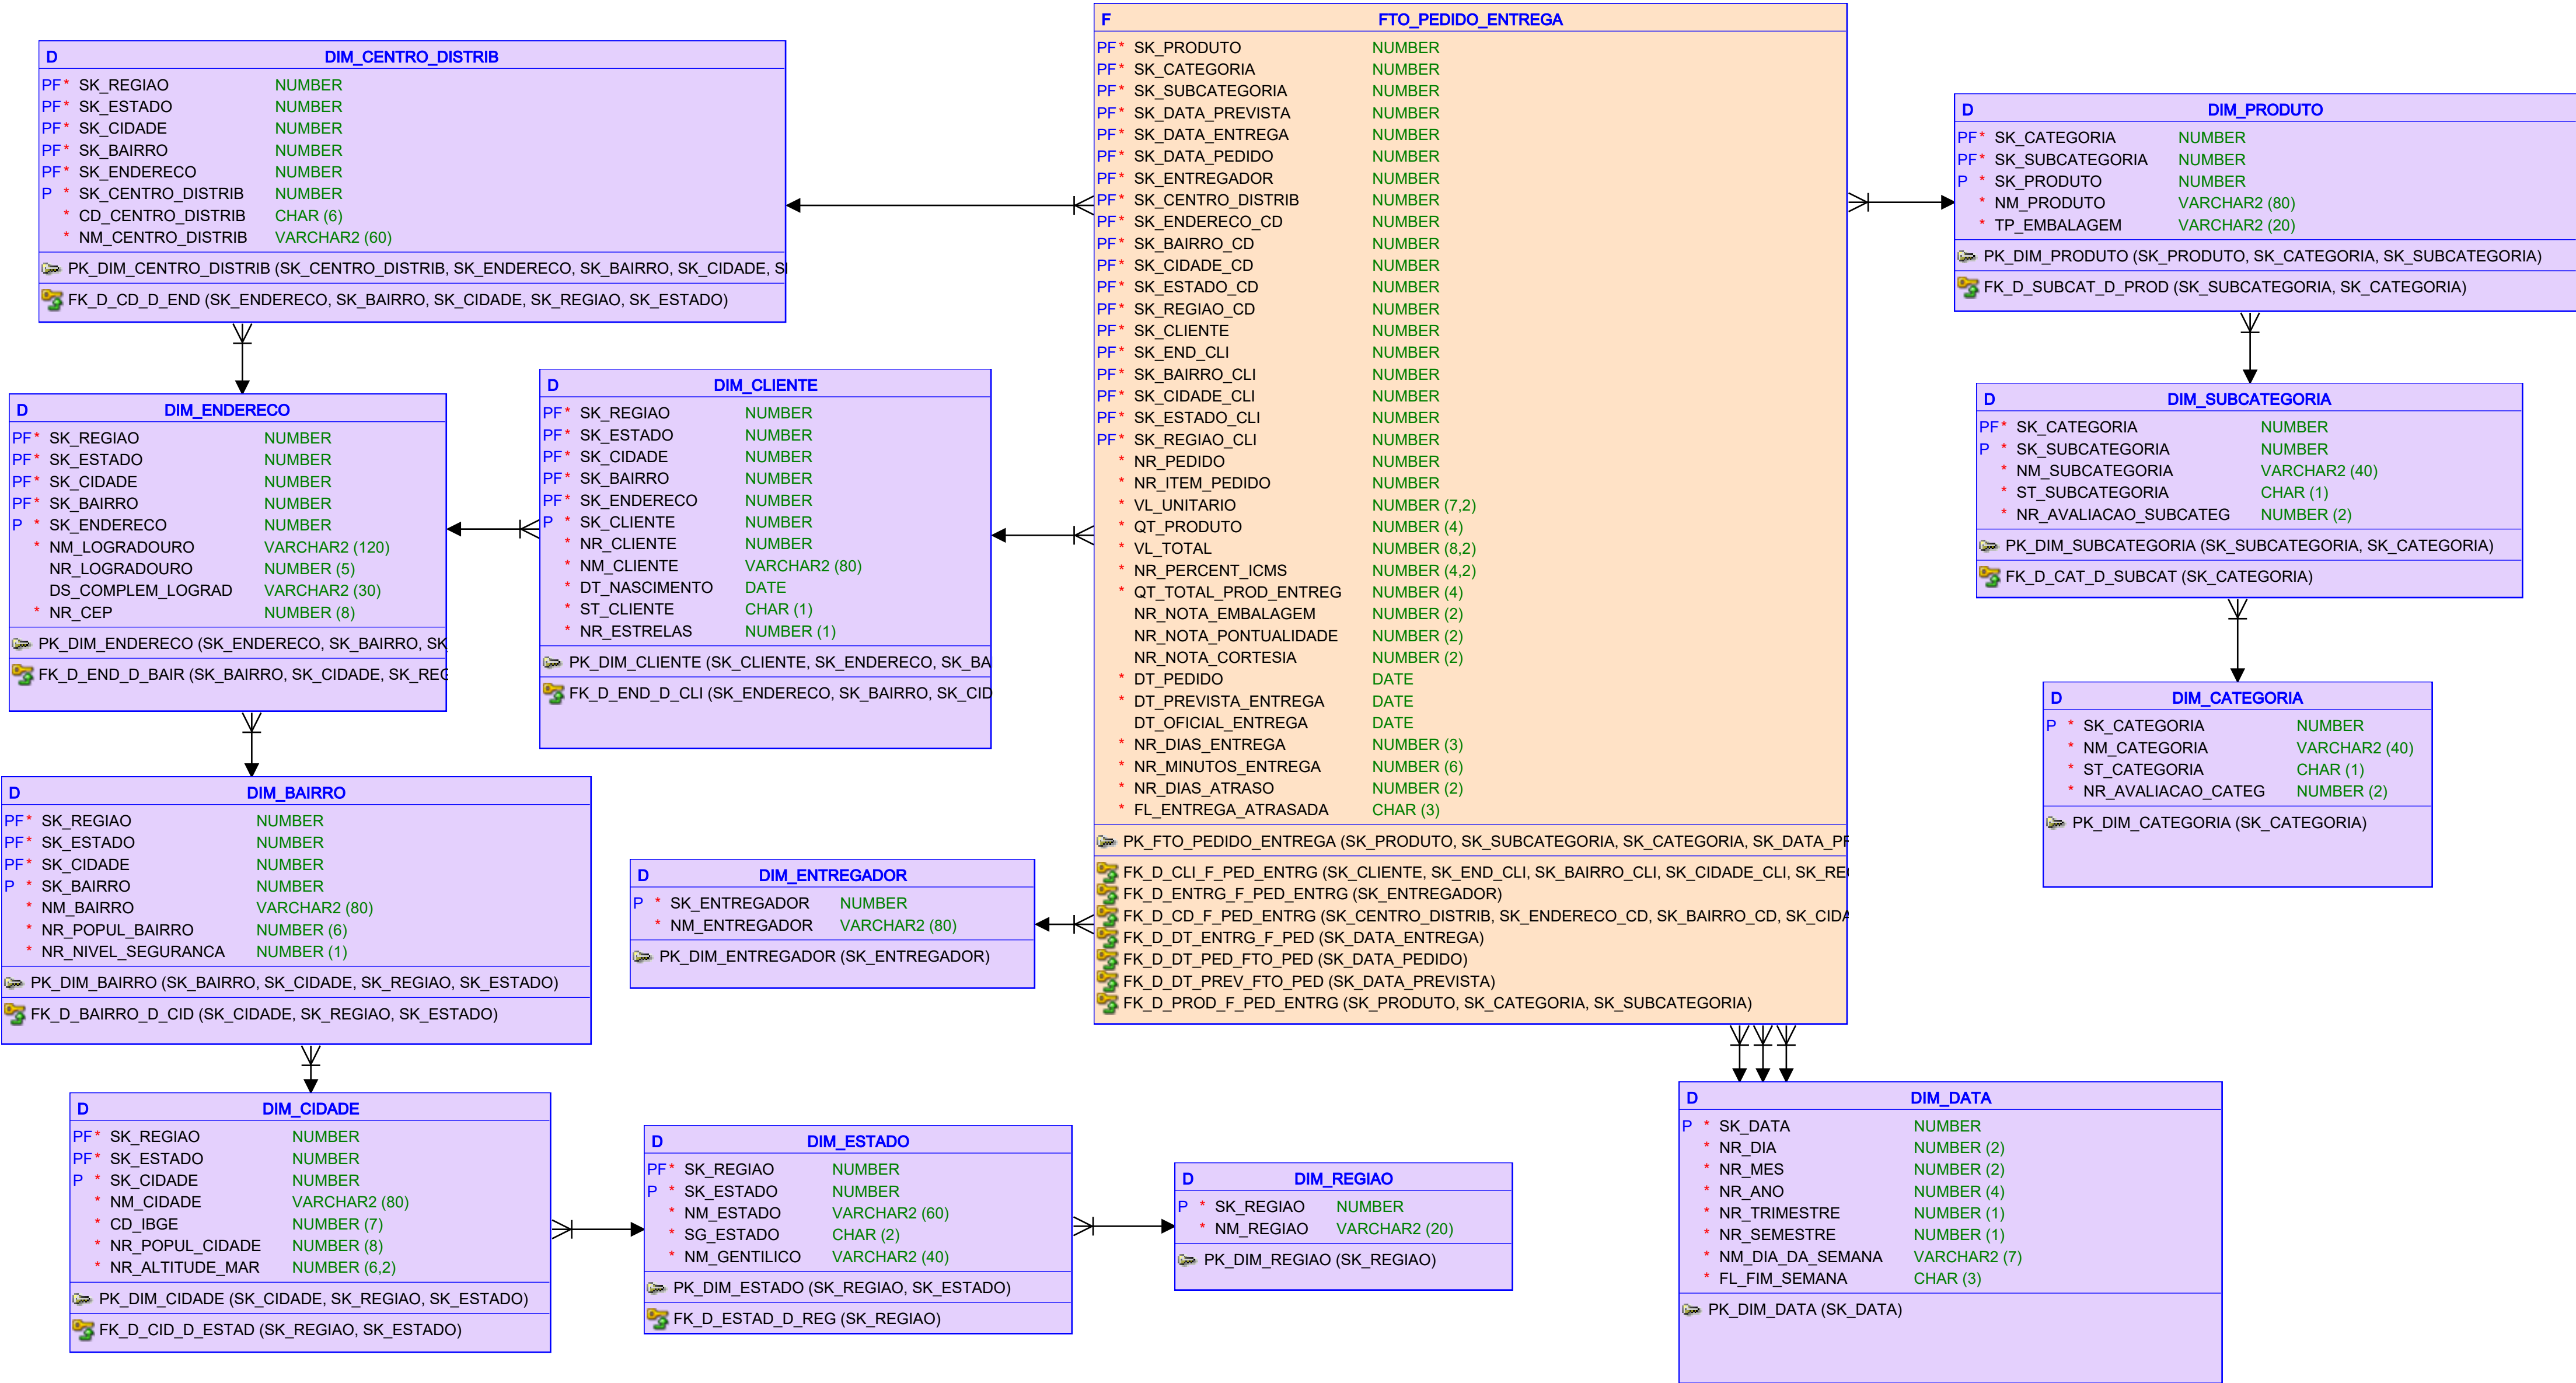 D DIM_CENTRO_DISTRIB
PF * SK_REGIAO NUMBER
PF * SK_ESTADO NUMBER
PF * SK_CIDADE NUMBER
PF * SK_BAIRRO NUMBER
PF * SK_ENDERECO NUMBER
P * SK_CENTRO_DISTRIB NUMBER
* CD_CENTRO_DISTRIB CHAR (6)
* NM_CENTRO_DISTRIB VARCHAR2 (60)
PK_DIM_CENTRO_DISTRIB (SK_CENTRO_DISTRIB, SK_ENDERECO, SK_BAIRRO, SK_CIDADE, S
FK_D_CD_D_END (SK_ENDERECO, SK_BAIRRO, SK_CIDADE, SK_REGIAO, SK_ESTADO)
F FTO_PEDIDO_ENTREGA
PF * SK_PRODUTO NUMBER
PF * SK_CATEGORIA NUMBER
PF * SK_SUBCATEGORIA NUMBER
PF * SK_DATA_PREVISTA NUMBER
PF * SK_DATA_ENTREGA NUMBER
PF * SK_DATA_PEDIDO NUMBER
PF * SK_ENTREGADOR NUMBER
PF * SK_CENTRO_DISTRIB NUMBER
PF * SK_ENDERECO_CD NUMBER
PF * SK_BAIRRO_CD NUMBER
PF * SK_CIDADE_CD NUMBER
PF * SK_ESTADO_CD NUMBER
PF * SK_REGIAO_CD NUMBER
PF * SK_CLIENTE NUMBER
PF * SK_END_CLI NUMBER
PF * SK_BAIRRO_CLI NUMBER
PF * SK_CIDADE_CLI NUMBER
PF * SK_ESTADO_CLI NUMBER
PF * SK_REGIAO_CLI NUMBER
* NR_PEDIDO NUMBER
* NR_ITEM_PEDIDO NUMBER
* VL_UNITARIO NUMBER (7,2)
* QT_PRODUTO NUMBER (4)
* VL_TOTAL NUMBER (8,2)
* NR_PERCENT_ICMS NUMBER (4,2)
* QT_TOTAL_PROD_ENTREG NUMBER (4)
NR_NOTA_EMBALAGEM NUMBER (2)
NR_NOTA_PONTUALIDADE NUMBER (2)
NR_NOTA_CORTESIA NUMBER (2)
* DT_PEDIDO DATE
* DT_PREVISTA_ENTREGA DATE
DT_OFICIAL_ENTREGA DATE
* NR_DIAS_ENTREGA NUMBER (3)
* NR_MINUTOS_ENTREGA NUMBER (6)
* NR_DIAS_ATRASO NUMBER (2)
* FL_ENTREGA_ATRASADA CHAR (3)
PK_FTO_PEDIDO_ENTREGA (SK_PRODUTO, SK_SUBCATEGORIA, SK_CATEGORIA, SK_DATA_PR
FK_D_CLI_F_PED_ENTRG (SK_CLIENTE, SK_END_CLI, SK_BAIRRO_CLI, SK_CIDADE_CLI, SK_RE
FK_D_ENTRG_F_PED_ENTRG (SK_ENTREGADOR)
FK_D_CD_F_PED_ENTRG (SK_CENTRO_DISTRIB, SK_ENDERECO_CD, SK_BAIRRO_CD, SK_CIDA
FK_D_DT_ENTRG_F_PED (SK_DATA_ENTREGA)
FK_D_DT_PED_FTO_PED (SK_DATA_PEDIDO)
FK_D_DT_PREV_FTO_PED (SK_DATA_PREVISTA)
FK_D_PROD_F_PED_ENTRG (SK_PRODUTO, SK_CATEGORIA, SK_SUBCATEGORIA)
D DIM_PRODUTO
PF * SK_CATEGORIA NUMBER
PF * SK_SUBCATEGORIA NUMBER
P * SK_PRODUTO NUMBER
* NM_PRODUTO VARCHAR2 (80)
* TP_EMBALAGEM VARCHAR2 (20)
PK_DIM_PRODUTO (SK_PRODUTO, SK_CATEGORIA, SK_SUBCATEGORIA)
FK_D_SUBCAT_D_PROD (SK_SUBCATEGORIA, SK_CATEGORIA)
D DIM_ENDERECO
PF * SK_REGIAO NUMBER
PF * SK_ESTADO NUMBER
PF * SK_CIDADE NUMBER
PF * SK_BAIRRO NUMBER
P * SK_ENDERECO NUMBER
* NM_LOGRADOURO VARCHAR2 (120)
NR_LOGRADOURO NUMBER (5)
DS_COMPLEM_LOGRAD VARCHAR2 (30)
* NR_CEP NUMBER (8)
PK_DIM_ENDERECO (SK_ENDERECO, SK_BAIRRO, SK
FK_D_END_D_BAIR (SK_BAIRRO, SK_CIDADE, SK_REG
D DIM_CLIENTE
PF * SK_REGIAO NUMBER
PF * SK_ESTADO NUMBER
PF * SK_CIDADE NUMBER
PF * SK_BAIRRO NUMBER
PF * SK_ENDERECO NUMBER
P * SK_CLIENTE NUMBER
* NR_CLIENTE NUMBER
* NM_CLIENTE VARCHAR2 (80)
* DT_NASCIMENTO DATE
* ST_CLIENTE CHAR (1)
* NR_ESTRELAS NUMBER (1)
PK_DIM_CLIENTE (SK_CLIENTE, SK_ENDERECO, SK_BA
FK_D_END_D_CLI (SK_ENDERECO, SK_BAIRRO, SK_CID
D DIM_SUBCATEGORIA
PF * SK_CATEGORIA NUMBER
P * SK_SUBCATEGORIA NUMBER
* NM_SUBCATEGORIA VARCHAR2 (40)
* ST_SUBCATEGORIA CHAR (1)
* NR_AVALIACAO_SUBCATEG NUMBER (2)
PK_DIM_SUBCATEGORIA (SK_SUBCATEGORIA, SK_CATEGORIA)
FK_D_CAT_D_SUBCAT (SK_CATEGORIA)
D DIM_CATEGORIA
P * SK_CATEGORIA NUMBER
* NM_CATEGORIA VARCHAR2 (40)
* ST_CATEGORIA CHAR (1)
* NR_AVALIACAO_CATEG NUMBER (2)
PK_DIM_CATEGORIA (SK_CATEGORIA)
D DIM_BAIRRO
PF * SK_REGIAO NUMBER
PF * SK_ESTADO NUMBER
PF * SK_CIDADE NUMBER
P * SK_BAIRRO NUMBER
* NM_BAIRRO VARCHAR2 (80)
* NR_POPUL_BAIRRO NUMBER (6)
* NR_NIVEL_SEGURANCA NUMBER (1)
PK_DIM_BAIRRO (SK_BAIRRO, SK_CIDADE, SK_REGIAO, SK_ESTADO)
FK_D_BAIRRO_D_CID (SK_CIDADE, SK_REGIAO, SK_ESTADO)
D DIM_ENTREGADOR
P * SK_ENTREGADOR NUMBER
* NM_ENTREGADOR VARCHAR2 (80)
PK_DIM_ENTREGADOR (SK_ENTREGADOR)
D DIM_CIDADE
PF * SK_REGIAO NUMBER
PF * SK_ESTADO NUMBER
P * SK_CIDADE NUMBER
* NM_CIDADE VARCHAR2 (80)
* CD_IBGE NUMBER (7)
* NR_POPUL_CIDADE NUMBER (8)
* NR_ALTITUDE_MAR NUMBER (6,2)
PK_DIM_CIDADE (SK_CIDADE, SK_REGIAO, SK_ESTADO)
FK_D_CID_D_ESTAD (SK_REGIAO, SK_ESTADO)
D DIM_ESTADO
PF * SK_REGIAO NUMBER
P * SK_ESTADO NUMBER
* NM_ESTADO VARCHAR2 (60)
* SG_ESTADO CHAR (2)
* NM_GENTILICO VARCHAR2 (40)
PK_DIM_ESTADO (SK_REGIAO, SK_ESTADO)
FK_D_ESTAD_D_REG (SK_REGIAO)
D DIM_REGIAO
P * SK_REGIAO NUMBER
* NM_REGIAO VARCHAR2 (20)
PK_DIM_REGIAO (SK_REGIAO)
D DIM_DATA
P * SK_DATA NUMBER
* NR_DIA NUMBER (2)
* NR_MES NUMBER (2)
* NR_ANO NUMBER (4)
* NR_TRIMESTRE NUMBER (1)
* NR_SEMESTRE NUMBER (1)
* NM_DIA_DA_SEMANA VARCHAR2 (7)
* FL_FIM_SEMANA CHAR (3)
PK_DIM_DATA (SK_DATA)